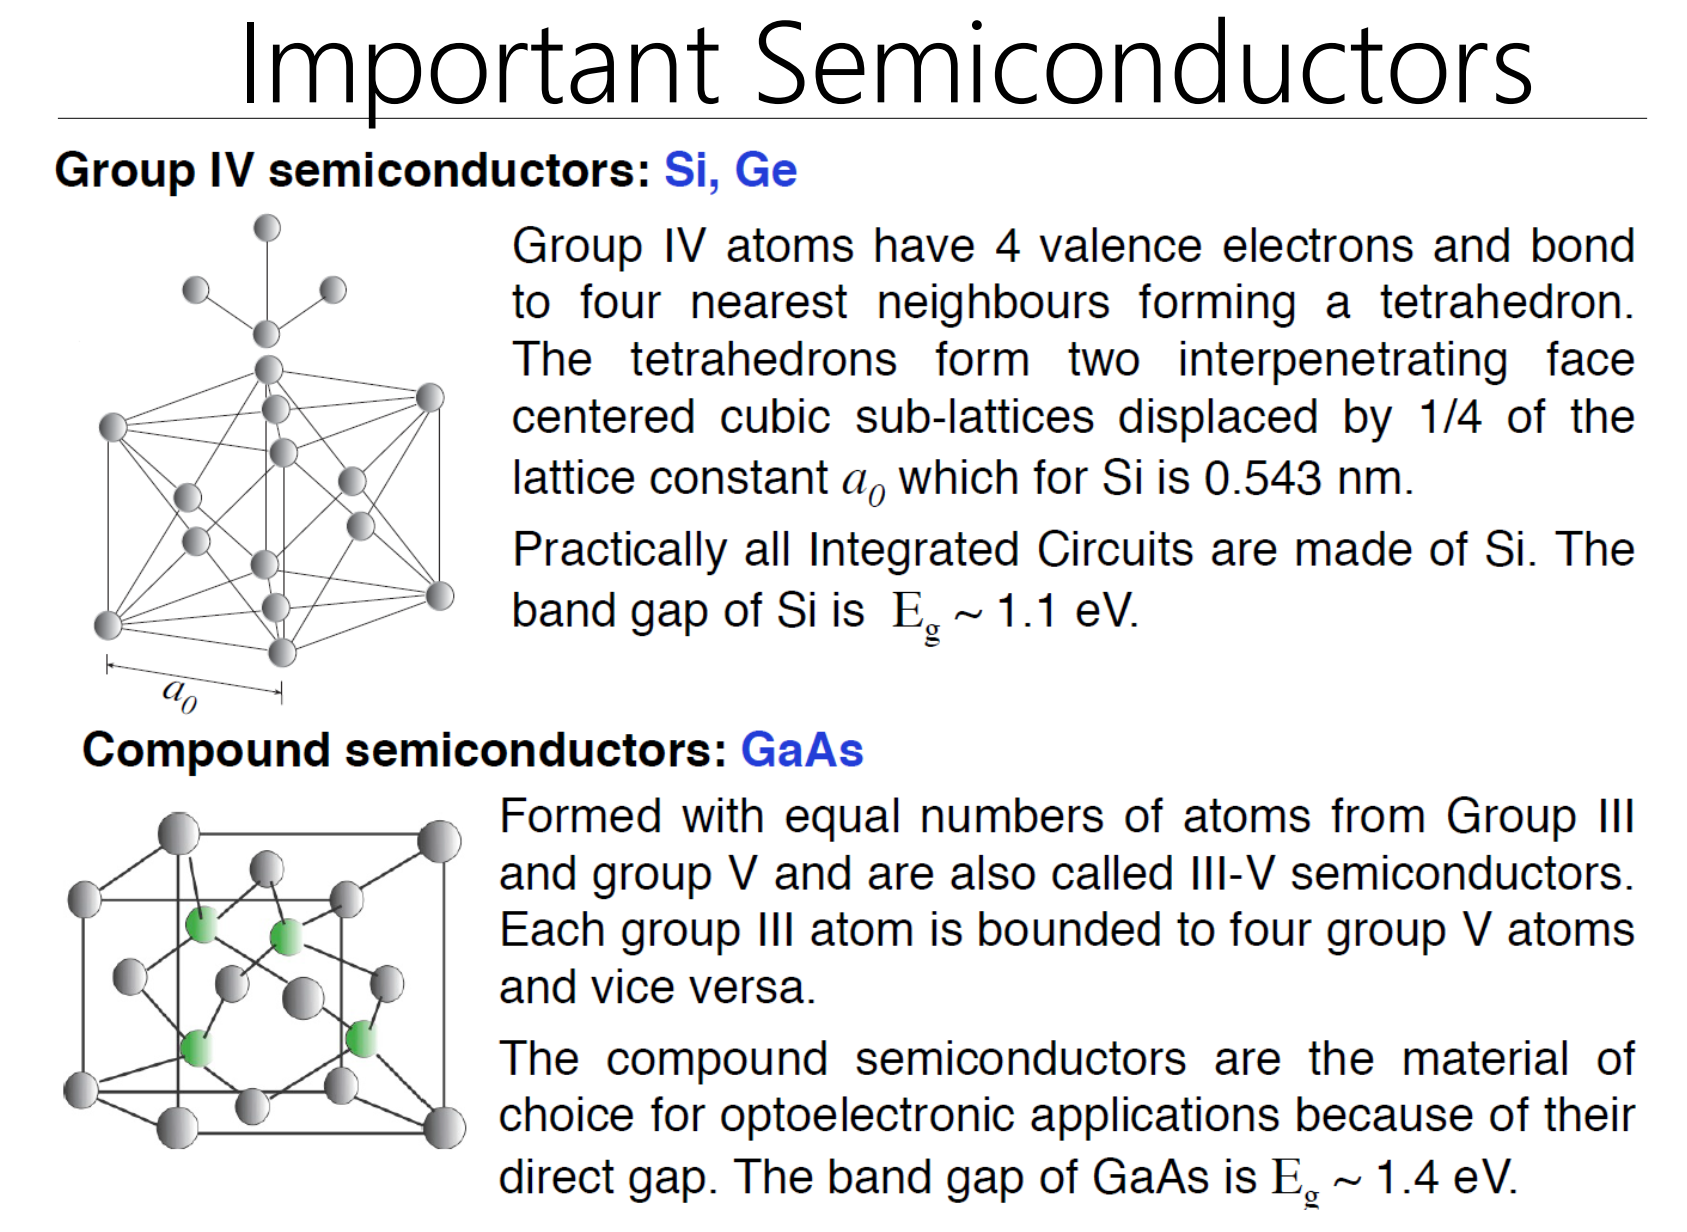 Important Semiconductors
Group IV semiconductors: Si, Ge
Group IV atoms have 4 valence electrons and bond
to four nearest neighbours forming a tetrahedron.
The tetrahedrons form two interpenetrating face
centered cubic sub-lattices displaced by 1/4 of the
lattice constant a₀ which for Si is 0.543 nm.
Practically all Integrated Circuits are made of Si. The
band gap of Si is E_g ~ 1.1 eV.
a₀
Compound semiconductors: GaAs
Formed with equal numbers of atoms from Group III
and group V and are also called III-V semiconductors.
Each group III atom is bounded to four group V atoms
and vice versa.
The compound semiconductors are the material of
choice for optoelectronic applications because of their
direct gap. The band gap of GaAs is E_g ~ 1.4 eV.